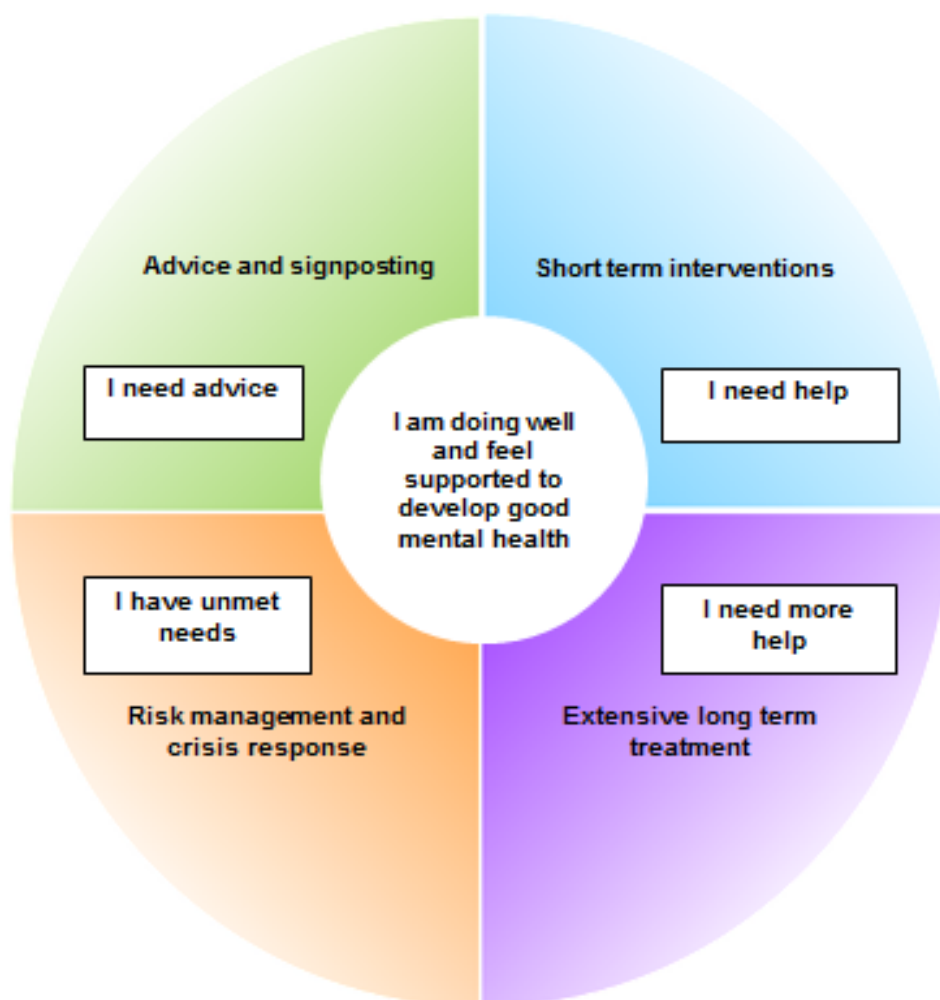 Advice and signposting
I need advice
Short term interventions
I need help
I am doing well
and feel
supported to
develop good
mental health
I have unmet
needs
Risk management and
crisis response
I need more
help
Extensive long term
treatment